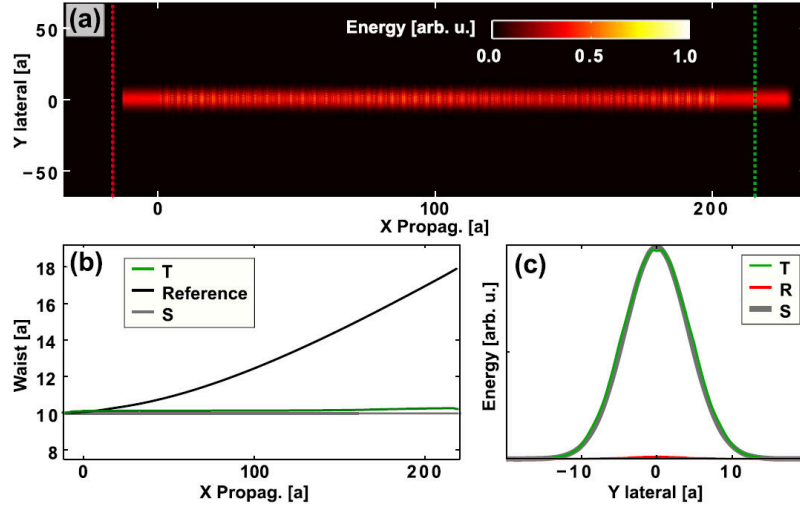 (a)
Energy [arb. u.]
0.0 0.5 1.0
Y lateral [a]
50
0
−50
0 100 200
X Propag. [a]
(b)
T
Reference
S
Waist [a]
18
16
14
12
10
8
0 100 200
X Propag. [a]
(c)
T
R
S
Energy [arb. u.]
−10 0 10
Y lateral [a]